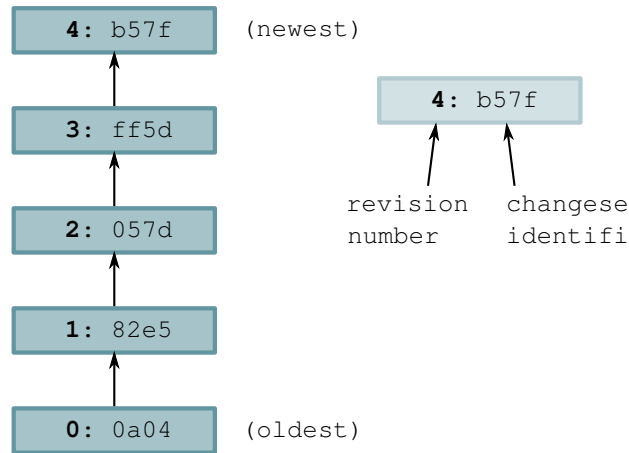 4: b57f (newest)
3: ff5d
4: b57f
2: 057d
revision number
changese identifi
1: 82e5
0: 0a04 (oldest)